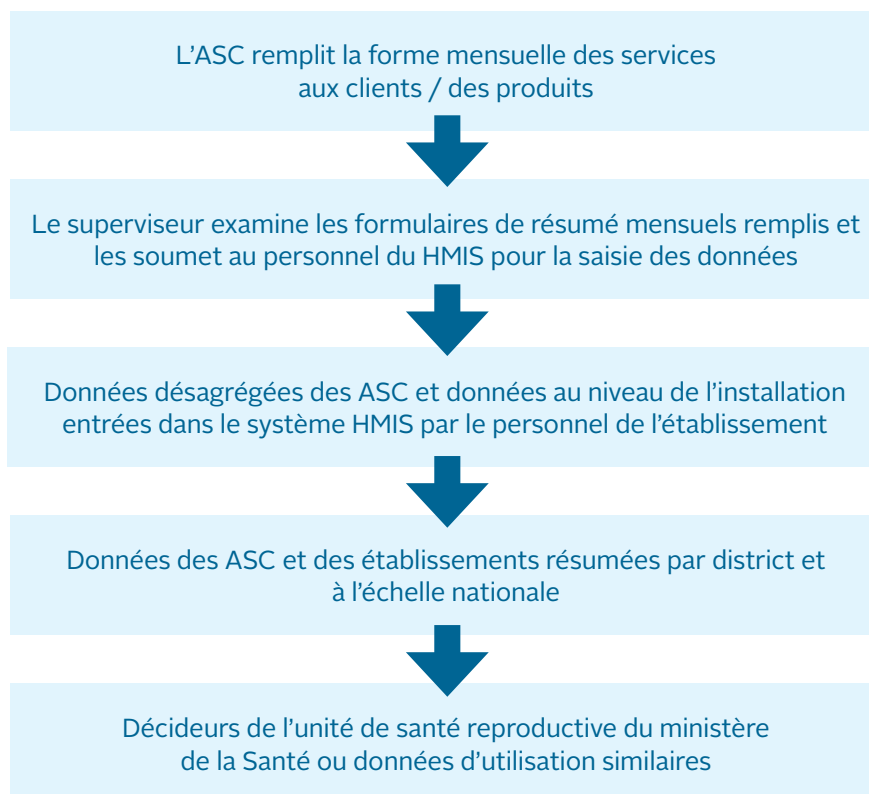 L’ASC remplit la forme mensuelle des services
aux clients / des produits
Le superviseur examine les formulaires de résumé mensuels remplis et
les soumet au personnel du HMIS pour la saisie des données
Données désagrégées des ASC et données au niveau de l’installation
entrées dans le système HMIS par le personnel de l’établissement
Données des ASC et des établissements résumées par district et
à l’échelle nationale
Décideurs de l’unité de santé reproductive du ministère
de la Santé ou données d’utilisation similaires